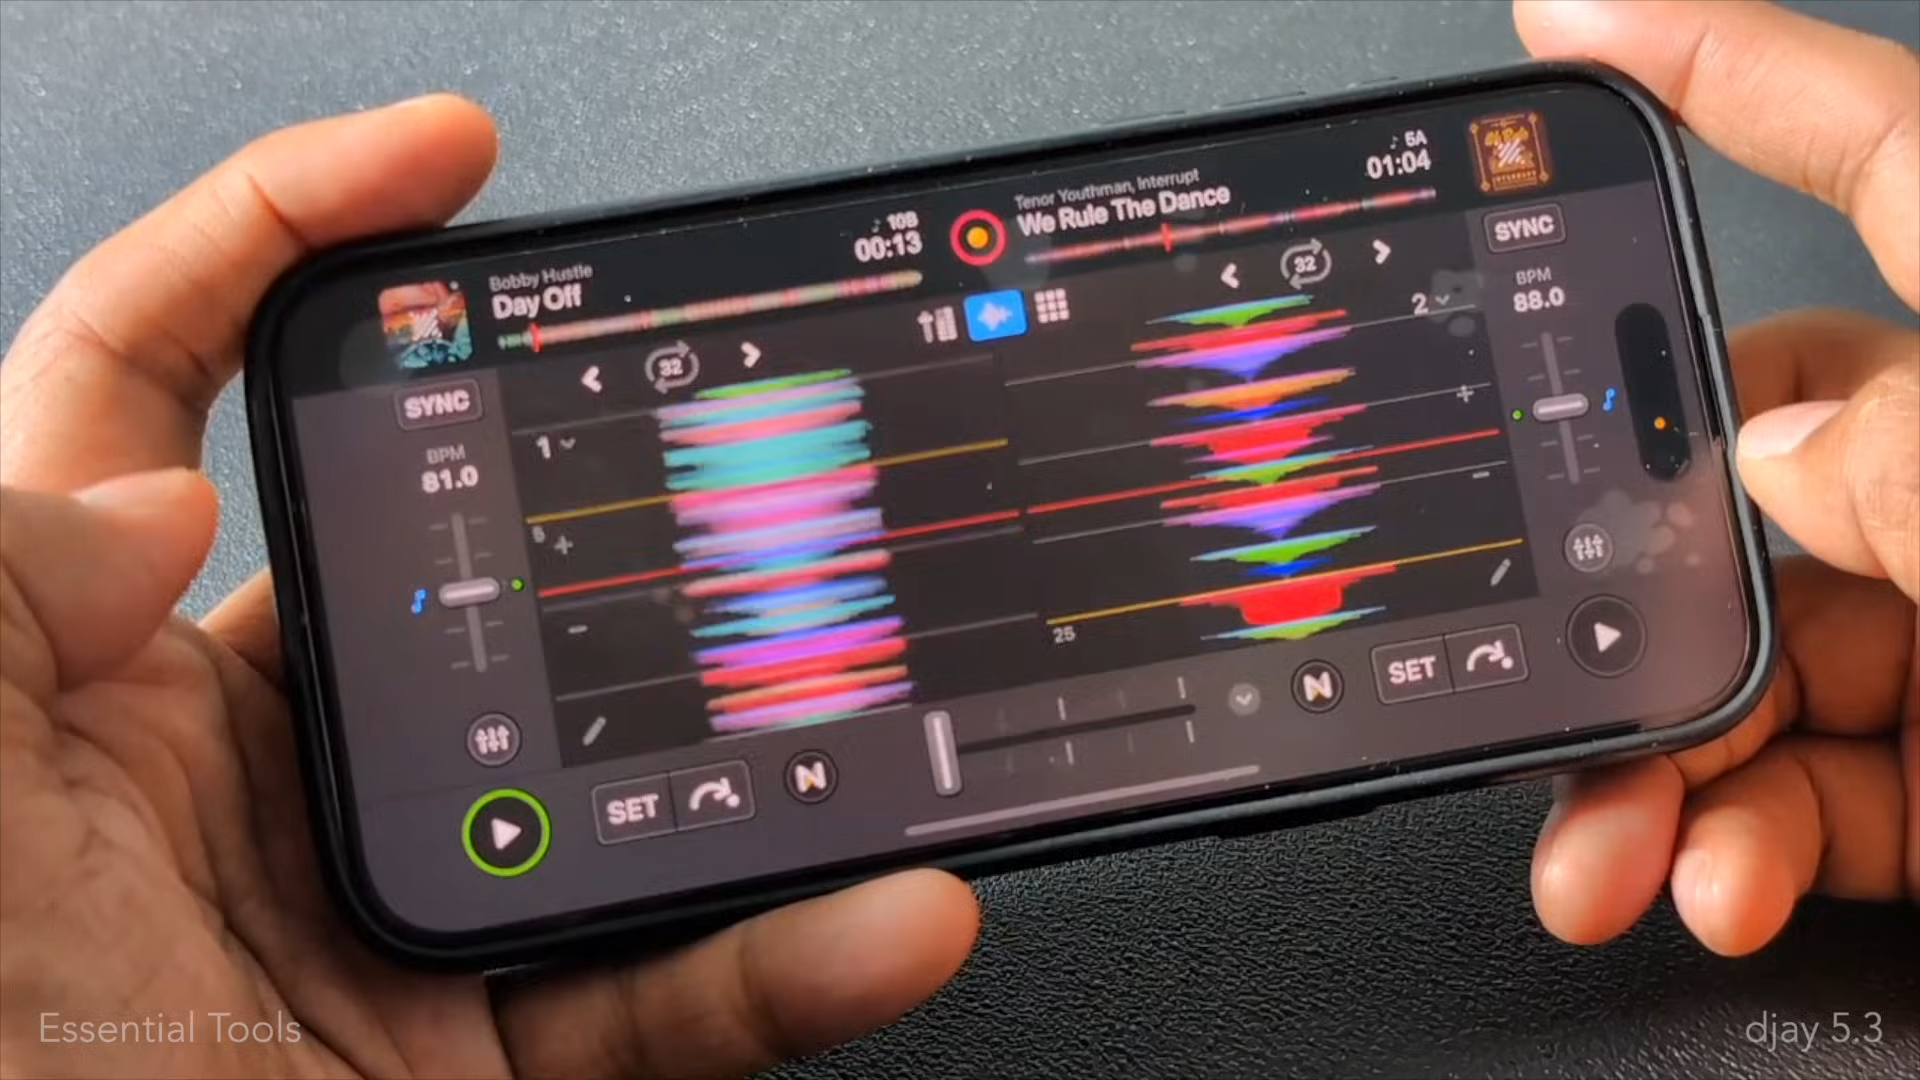 Bobby Hustle
Day Off
10B
00:13
Tenor Youthman, Interrupt
We Rule The Dance
5A
01:04
SYNC
BPM
81.0
32
1
5
32
2
SYNC
BPM
88.0
25
SET
N
N
SET
Essential Tools
djay 5.3